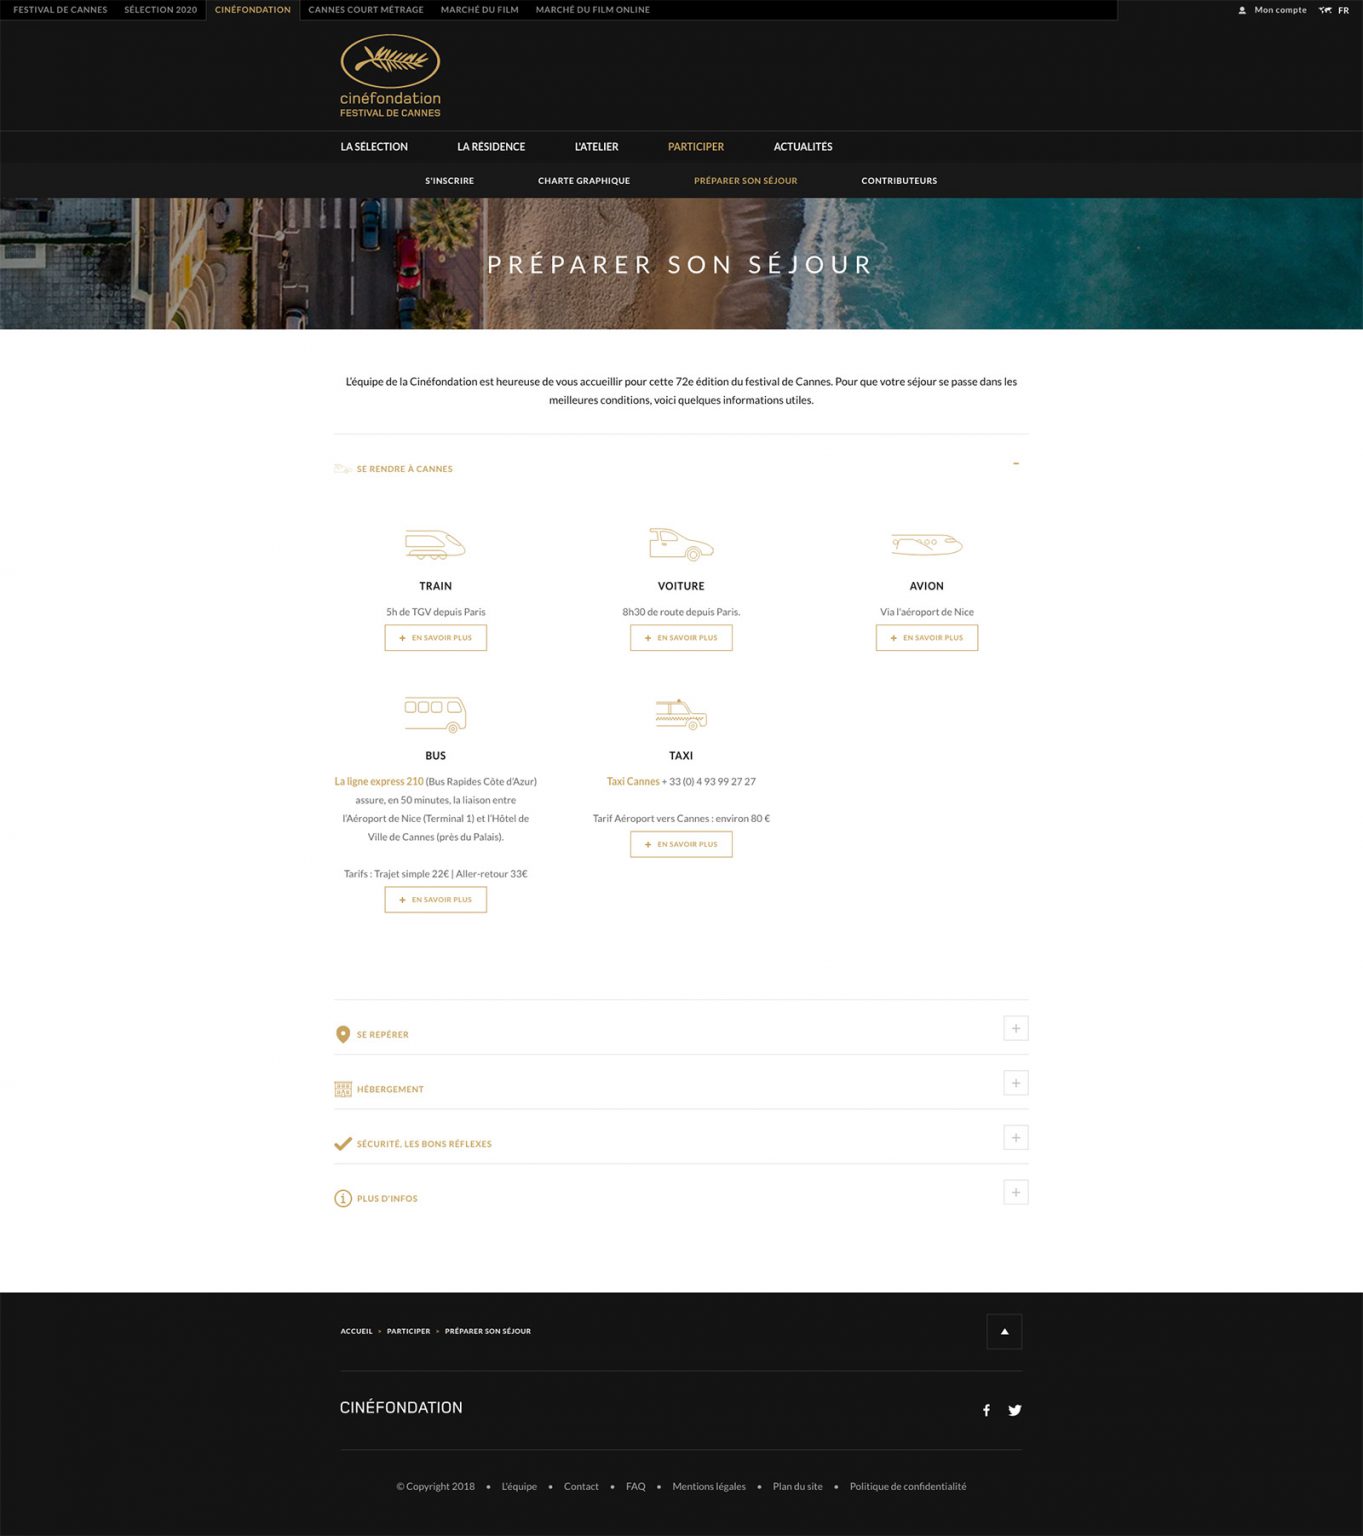 FESTIVAL DE CANNES SÉLECTION 2020 CINÉFONDATION CANNES COURT MÉTRAGE MARCHÉ DU FILM MARCHÉ DU FILM ONLINE Mon compte FR
cinéfondation
FESTIVAL DE CANNES
LA SÉLECTION LA RÉSIDENCE L'ATELIER PARTICIPER ACTUALITÉS
S'INSCRIRE CHARTE GRAPHIQUE PRÉPARER SON SÉJOUR CONTRIBUTEURS
PRÉPARER SON SÉJOUR
L'équipe de la Cinéfondation est heureuse de vous accueillir pour cette 72e édition du festival de Cannes. Pour que votre séjour se passe dans les
meilleures conditions, voici quelques informations utiles.
SE RENDRE À CANNES -
TRAIN VOITURE AVION
5h de TGV depuis Paris 8h30 de route depuis Paris. Via l'aéroport de Nice
+ EN SAVOIR PLUS + EN SAVOIR PLUS + EN SAVOIR PLUS
BUS
La ligne express 210 (Bus Rapides Côte d'Azur)
assure, en 50 minutes, la liaison entre
l'Aéroport de Nice (Terminal 1) et l'Hôtel de
Ville de Cannes (près du Palais).
Tarifs : Trajet simple 22€ | Aller-retour 33€
+ EN SAVOIR PLUS
TAXI
Taxi Cannes + 33 (0) 4 93 99 27 27
Tarif Aéroport vers Cannes : environ 80 €
+ EN SAVOIR PLUS
SE REPÉRER +
HÉBERGEMENT +
SÉCURITÉ, LES BONS RÉFLEXES +
PLUS D'INFOS +
ACCUEIL > PARTICIPER > PRÉPARER SON SÉJOUR
CINÉFONDATION
© Copyright 2018 • L'équipe • Contact • FAQ • Mentions légales • Plan du site • Politique de confidentialité